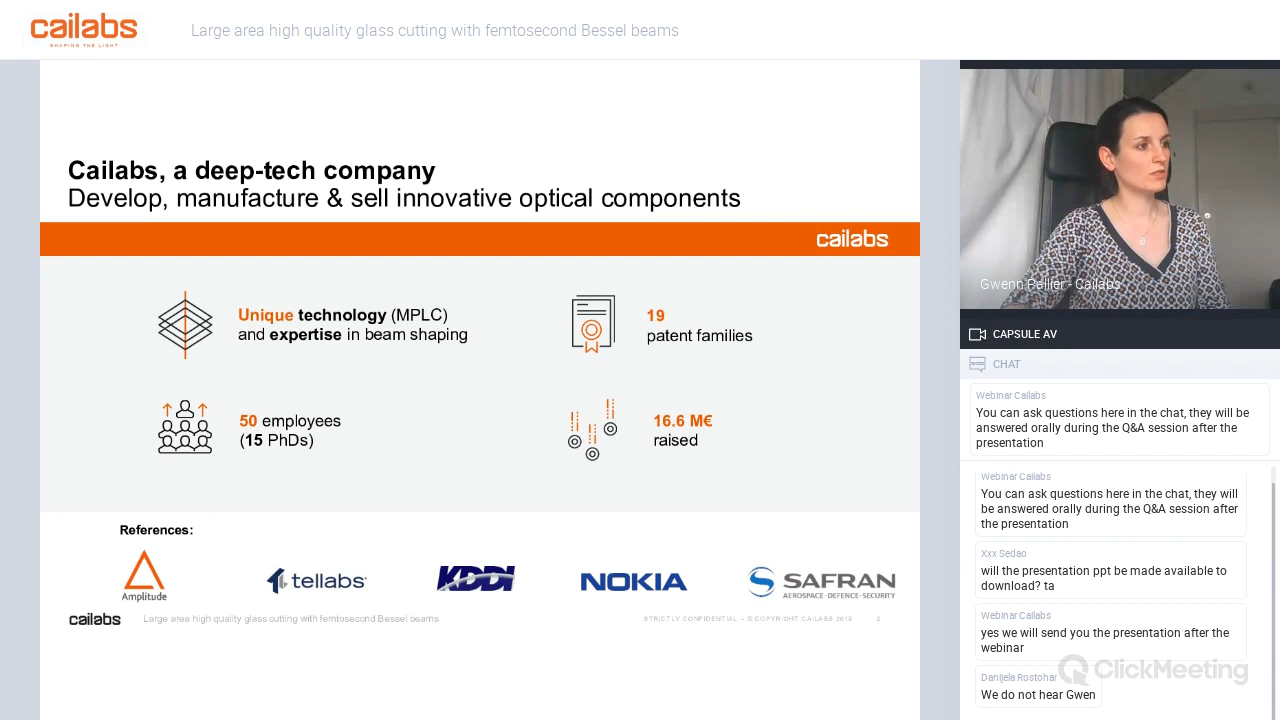 cailabs
SHAPING THE LIGHT
Large area high quality glass cutting with femtosecond Bessel beams
Cailabs, a deep-tech company
Develop, manufacture & sell innovative optical components
cailabs
Unique technology (MPLC)
and expertise in beam shaping
19
patent families
50 employees
(15 PhDs)
16.6 M€
raised
References:
Amplitude
tellabs
KDDI
NOKIA
SAFRAN
AEROSPACE · DEFENCE · SECURITY
cailabs
Large area high quality glass cutting with femtosecond Bessel beams
STRICTLY CONFIDENTIAL – © COPYRIGHT CAILABS 2019
2
Gwenn Pallier - Cailabs
CAPSULE AV
CHAT
Webinar Cailabs
You can ask questions here in the chat, they will be
answered orally during the Q&A session after the
presentation
Webinar Cailabs
You can ask questions here in the chat, they will
be answered orally during the Q&A session after
the presentation
Xxx Sedao
will the presentation ppt be made available to
download? ta
Webinar Cailabs
yes we will send you the presentation after the
webinar
Danijela Rostohar
We do not hear Gwen
ClickMeeting